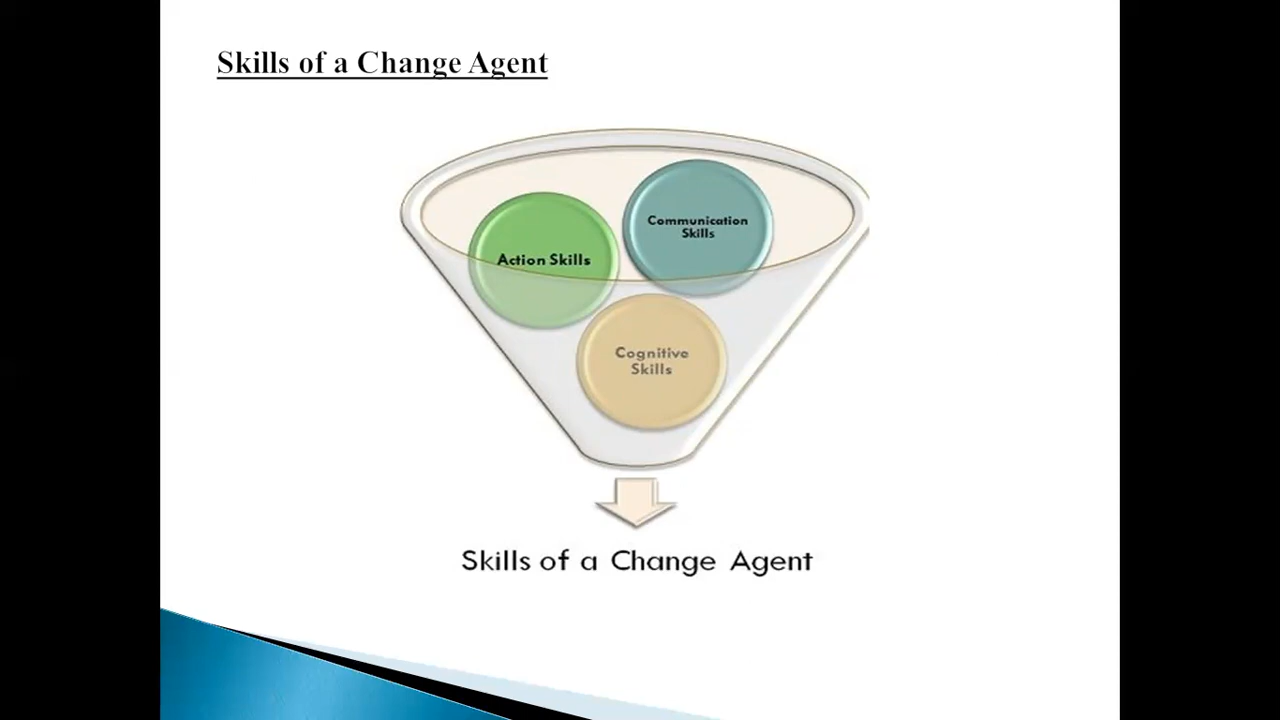 Skills of a Change Agent
Communication
Skills
Action Skills
Cognitive
Skills
Skills of a Change Agent